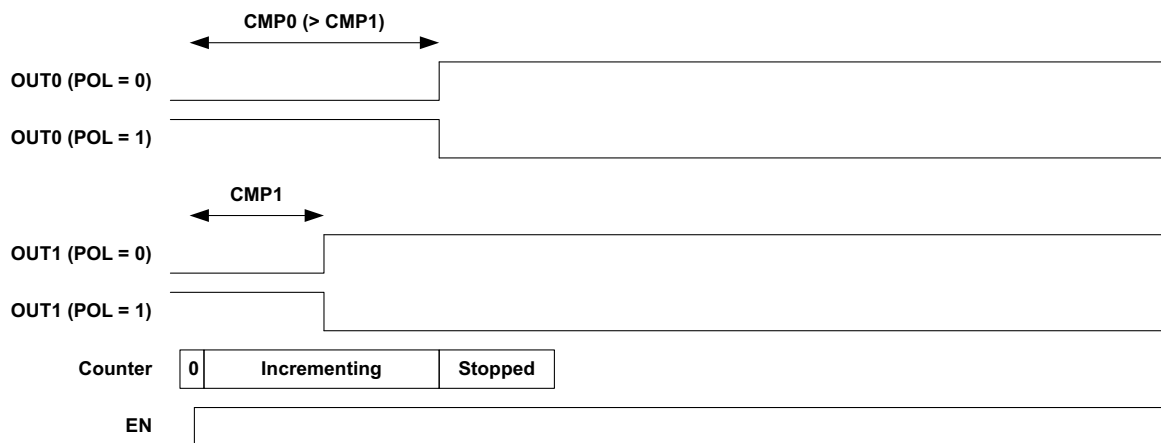 CMP0 (> CMP1)
OUT0 (POL = 0)
OUT0 (POL = 1)
CMP1
OUT1 (POL = 0)
OUT1 (POL = 1)
Counter 0 Incrementing Stopped
EN